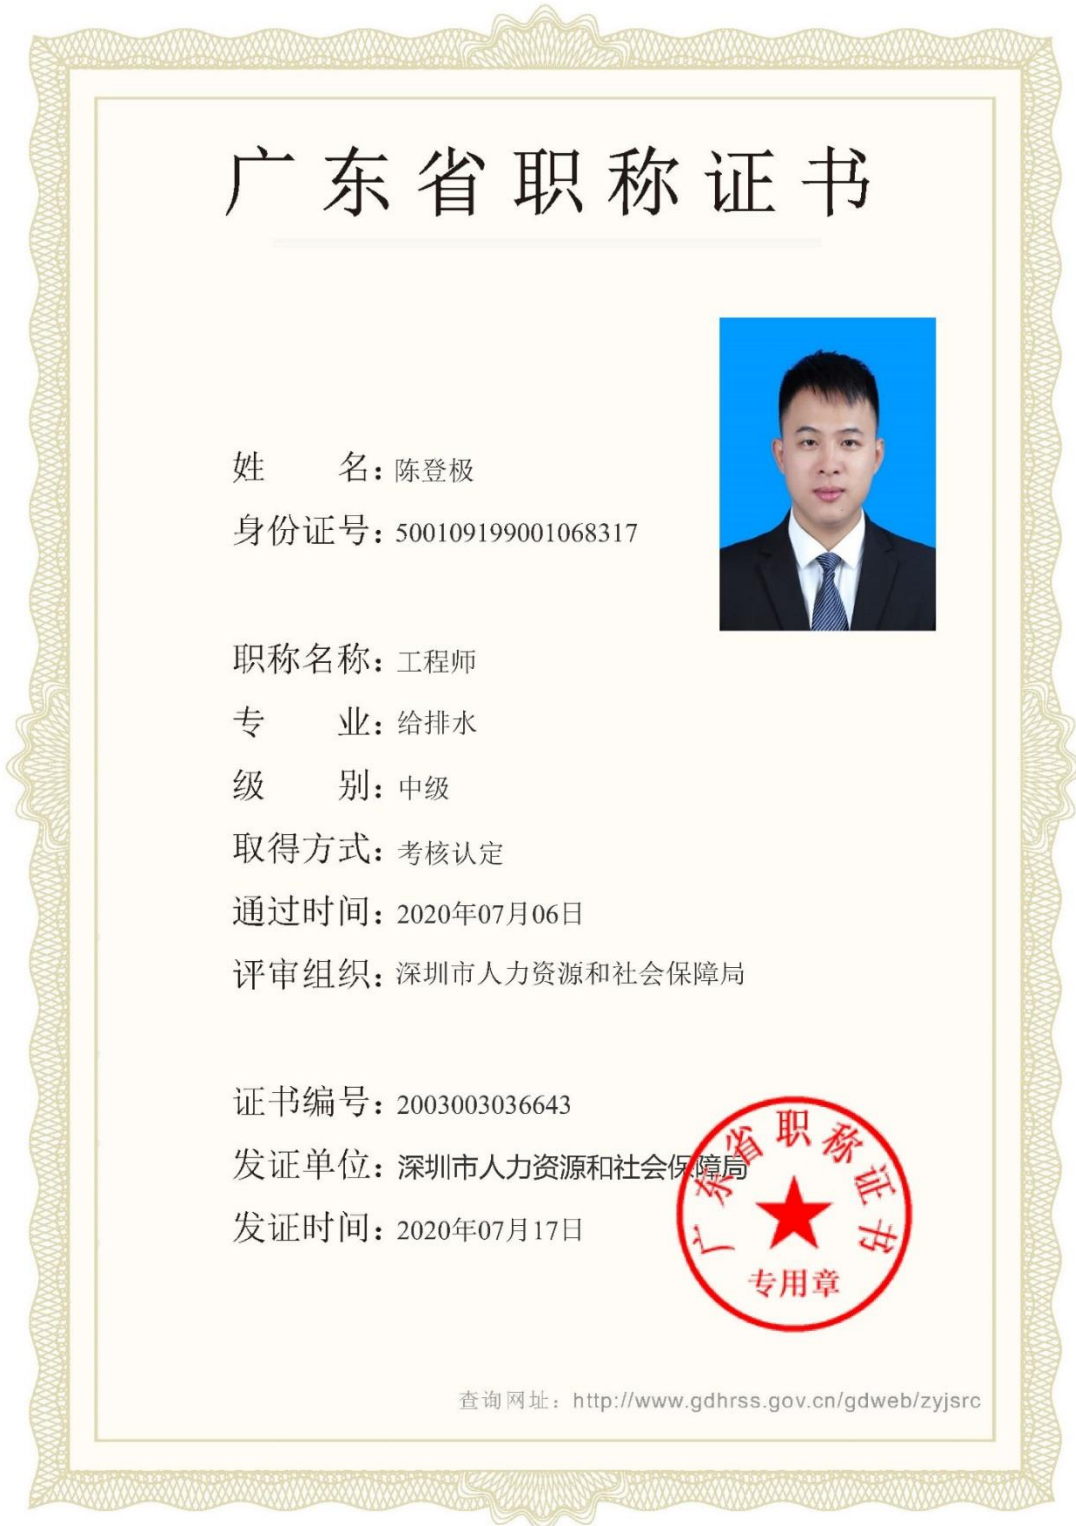 广东省职称证书
姓 名：陈登极
身份证号：500109199001068317
职称名称：工程师
专 业：给排水
级 别：中级
取得方式：考核认定
通过时间：2020年07月06日
评审组织：深圳市人力资源和社会保障局
证书编号：2003003036643
发证单位：深圳市人力资源和社会保障局
发证时间：2020年07月17日
广东省职称证书
专用章
查询网址：http://www.gdhrss.gov.cn/gdweb/zyjsrc